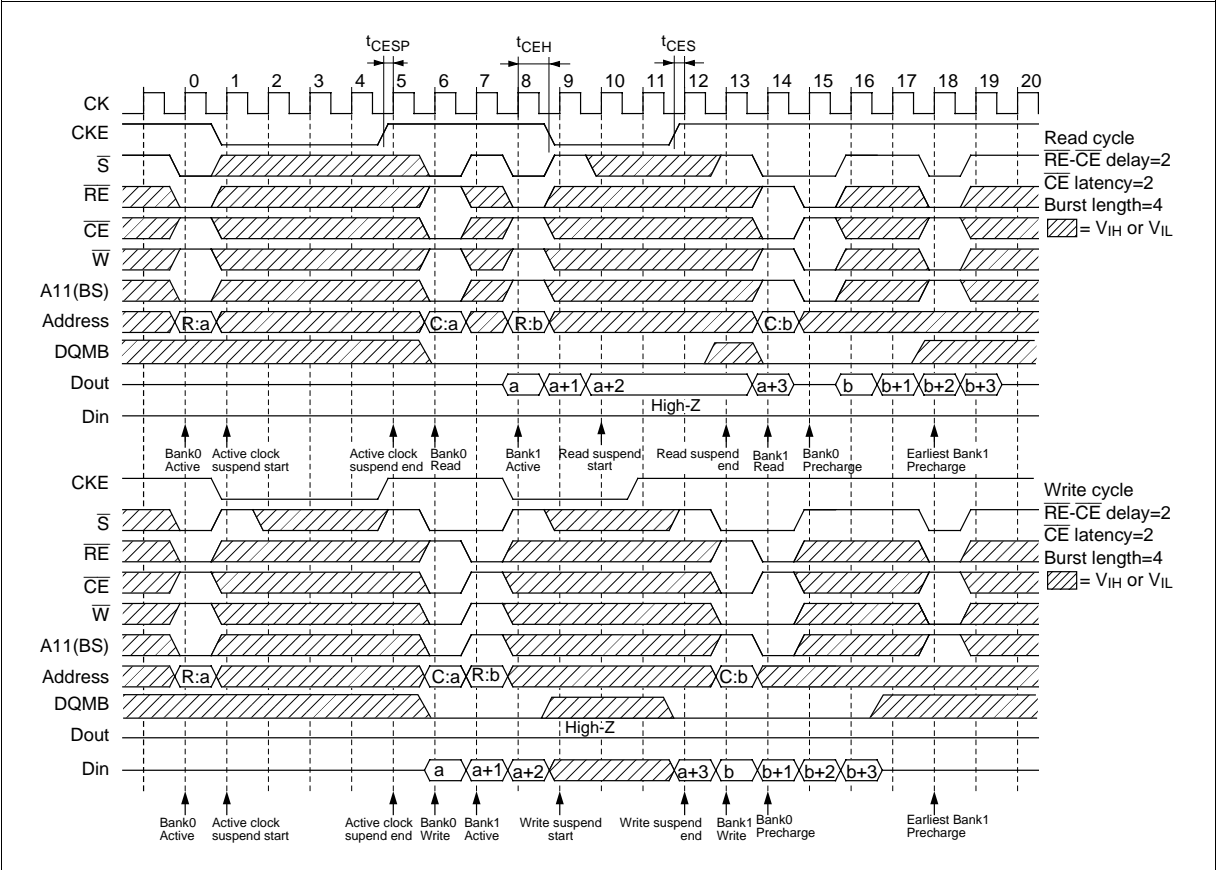 tCESP tCEH tCES
0 1 2 3 4 5 6 7 8 9 10 11 12 13 14 15 16 17 18 19 20
CK
CKE
S
RE
CE
W
A11(BS)
Address R:a C:a R:b C:b
DQMB
Dout a a+1 a+2 a+3 b b+1 b+2 b+3
High-Z
Din
Read cycle
RE-CE delay=2
CE latency=2
Burst length=4
= VIH or VIL
Bank0 Active
Active clock suspend start
Active clock suspend end
Bank0 Read
Bank1 Active
Read suspend start
Read suspend end
Bank1 Read
Bank0 Precharge
Earliest Bank1 Precharge
CKE
S
RE
CE
W
A11(BS)
Address R:a C:a R:b C:b
DQMB
High-Z
Dout
Din a a+1 a+2 a+3 b b+1 b+2 b+3
Write cycle
RE-CE delay=2
CE latency=2
Burst length=4
= VIH or VIL
Bank0 Active
Active clock suspend start
Active clock supend end
Bank0 Write
Bank1 Active
Write suspend start
Write suspend end
Bank1 Write
Bank0 Precharge
Earliest Bank1 Precharge